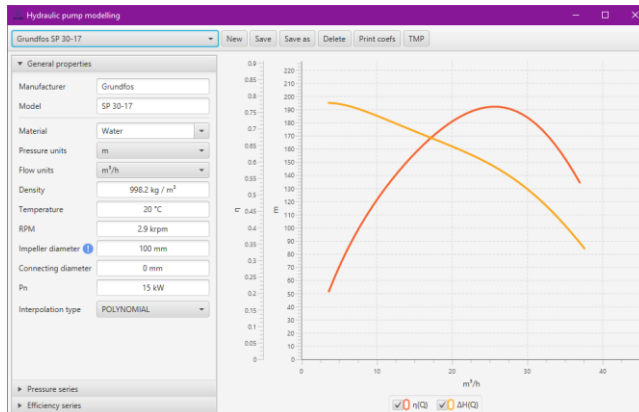 Hydraulic pump modelling
Grundfos SP 30-17
New Save Save as Delete Print coefs TMP
General properties
Manufacturer Grundfos
Model SP 30-17
Material Water
Pressure units m
Flow units m³/h
Density 998.2 kg / m³
Temperature 20 °C
RPM 2.9 krpm
Impeller diameter 100 mm
Connecting diameter 0 mm
Pn 15 kW
Interpolation type POLYNOMIAL
Pressure series
Efficiency series
0.9
0.85
0.8
0.75
0.7
0.65
0.6
0.55
0.5
0.45
0.4
0.35
0.3
0.25
0.2
0.15
0.1
0.05
0
η
220
210
200
190
180
170
160
150
140
130
120
110
100
90
80
70
60
50
40
30
20
10
0
m
0 10 20 30 40
m³/h
η(Q) ΔH(Q)